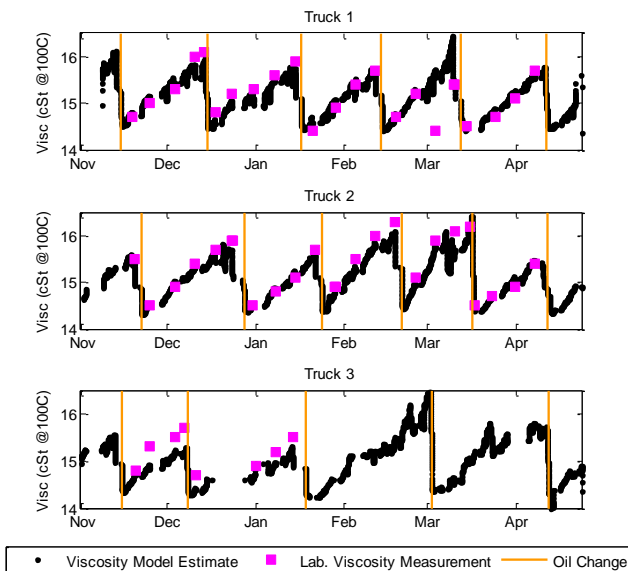 Truck 1
Visc (cSt @100C)
16
15
14
Nov Dec Jan Feb Mar Apr
Truck 2
Visc (cSt @100C)
16
15
14
Nov Dec Jan Feb Mar Apr
Truck 3
Visc (cSt @100C)
16
15
14
Nov Dec Jan Feb Mar Apr
Viscosity Model Estimate Lab. Viscosity Measurement Oil Change